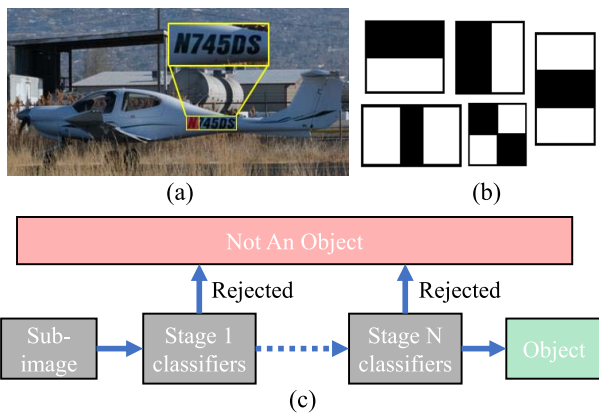 N745DS
N745DS
(a)
(b)
Not An Object
Rejected
Rejected
Sub-
image
Stage 1
classifiers
Stage N
classifiers
Object
(c)